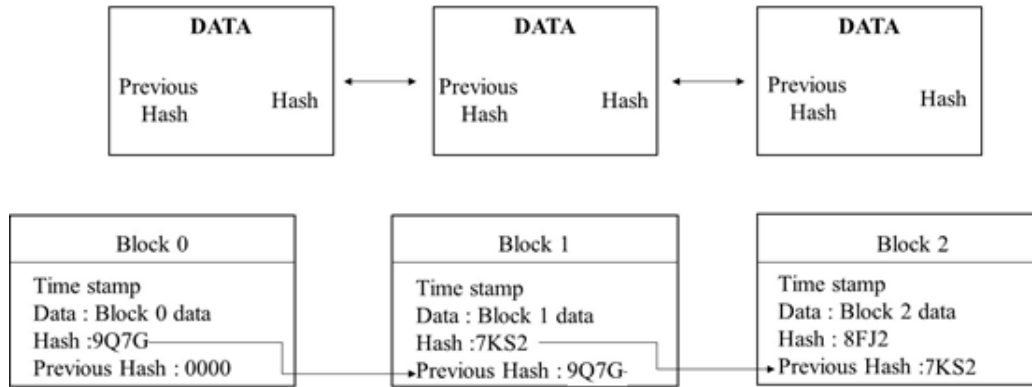 DATA
Previous
Hash
Hash
DATA
Previous
Hash
Hash
DATA
Previous
Hash
Hash
Block 0
Time stamp
Data : Block 0 data
Hash :9Q7G
Previous Hash : 0000
Block 1
Time stamp
Data : Block 1 data
Hash :7KS2
Previous Hash : 9Q7G
Block 2
Time stamp
Data : Block 2 data
Hash : 8FJ2
Previous Hash :7KS2